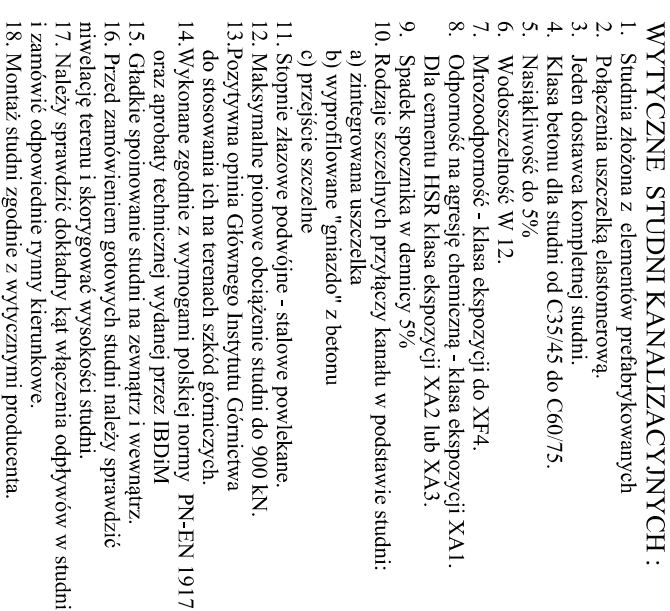 WYTYCZNE STUDNI KANALIZACYJNYCH :
1. Studnia złożona z elementów prefabrykowanych
2. Połączenia uszczelką elastomerową.
3. Jeden dostawca kompletnej studni.
4. Klasa betonu dla studni od C35/45 do C60/75.
5. Nasiąkliwość do 5%
6. Wodoszczelność W 12.
7. Mrozoodporność - klasa ekspozycji do XF4.
8. Odporność na agresję chemiczną - klasa ekspozycji XA1.
Dla cementu HSR klasa ekspozycji XA2 lub XA3.
9. Spadek spocznika w dennicy 5%
10. Rodzaje szczelnych przyłączy kanału w podstawie studni:
a) zintegrowana uszczelka
b) wyprofilowane "gniazdo" z betonu
c) przejście szczelne
11. Stopnie złazowe podwójne - stalowe powlekane.
12. Maksymalne pionowe obciążenie studni do 900 kN.
13.Pozytywna opinia Głównego Instytutu Górnictwa
do stosowania ich na terenach szkód górniczych.
14.Wykonane zgodnie z wymogami polskiej normy PN-EN 1917
oraz aprobaty technicznej wydanej przez IBDiM
15. Gładkie spoinowanie studni na zewnątrz i wewnątrz.
16. Przed zamówieniem gotowych studni należy sprawdzić
niwelację terenu i skorygować wysokości studni.
17. Należy sprawdzić dokładny kąt włączenia odpływów w studni
i zamówić odpowiednie rynny kierunkowe.
18. Montaż studni zgodnie z wytycznymi producenta.